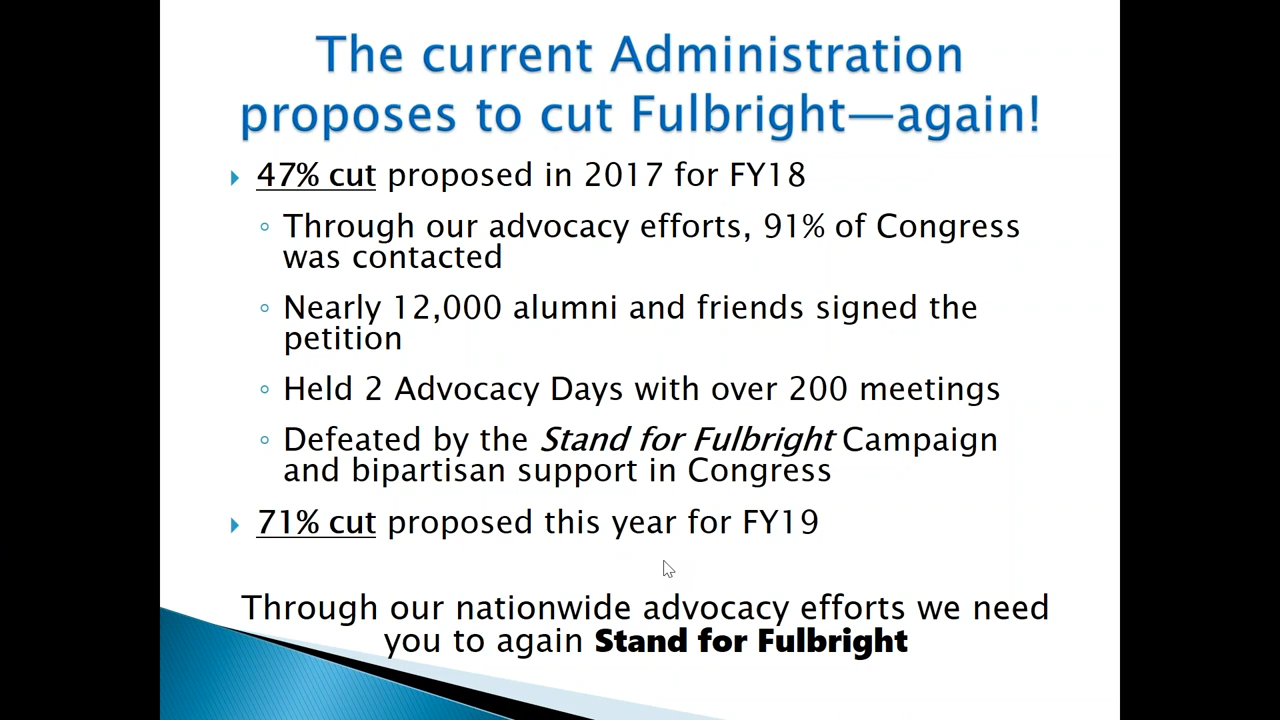 The current Administration
proposes to cut Fulbright—again!
47% cut proposed in 2017 for FY18
Through our advocacy efforts, 91% of Congress
was contacted
Nearly 12,000 alumni and friends signed the
petition
Held 2 Advocacy Days with over 200 meetings
Defeated by the Stand for Fulbright Campaign
and bipartisan support in Congress
71% cut proposed this year for FY19
Through our nationwide advocacy efforts we need
you to again Stand for Fulbright